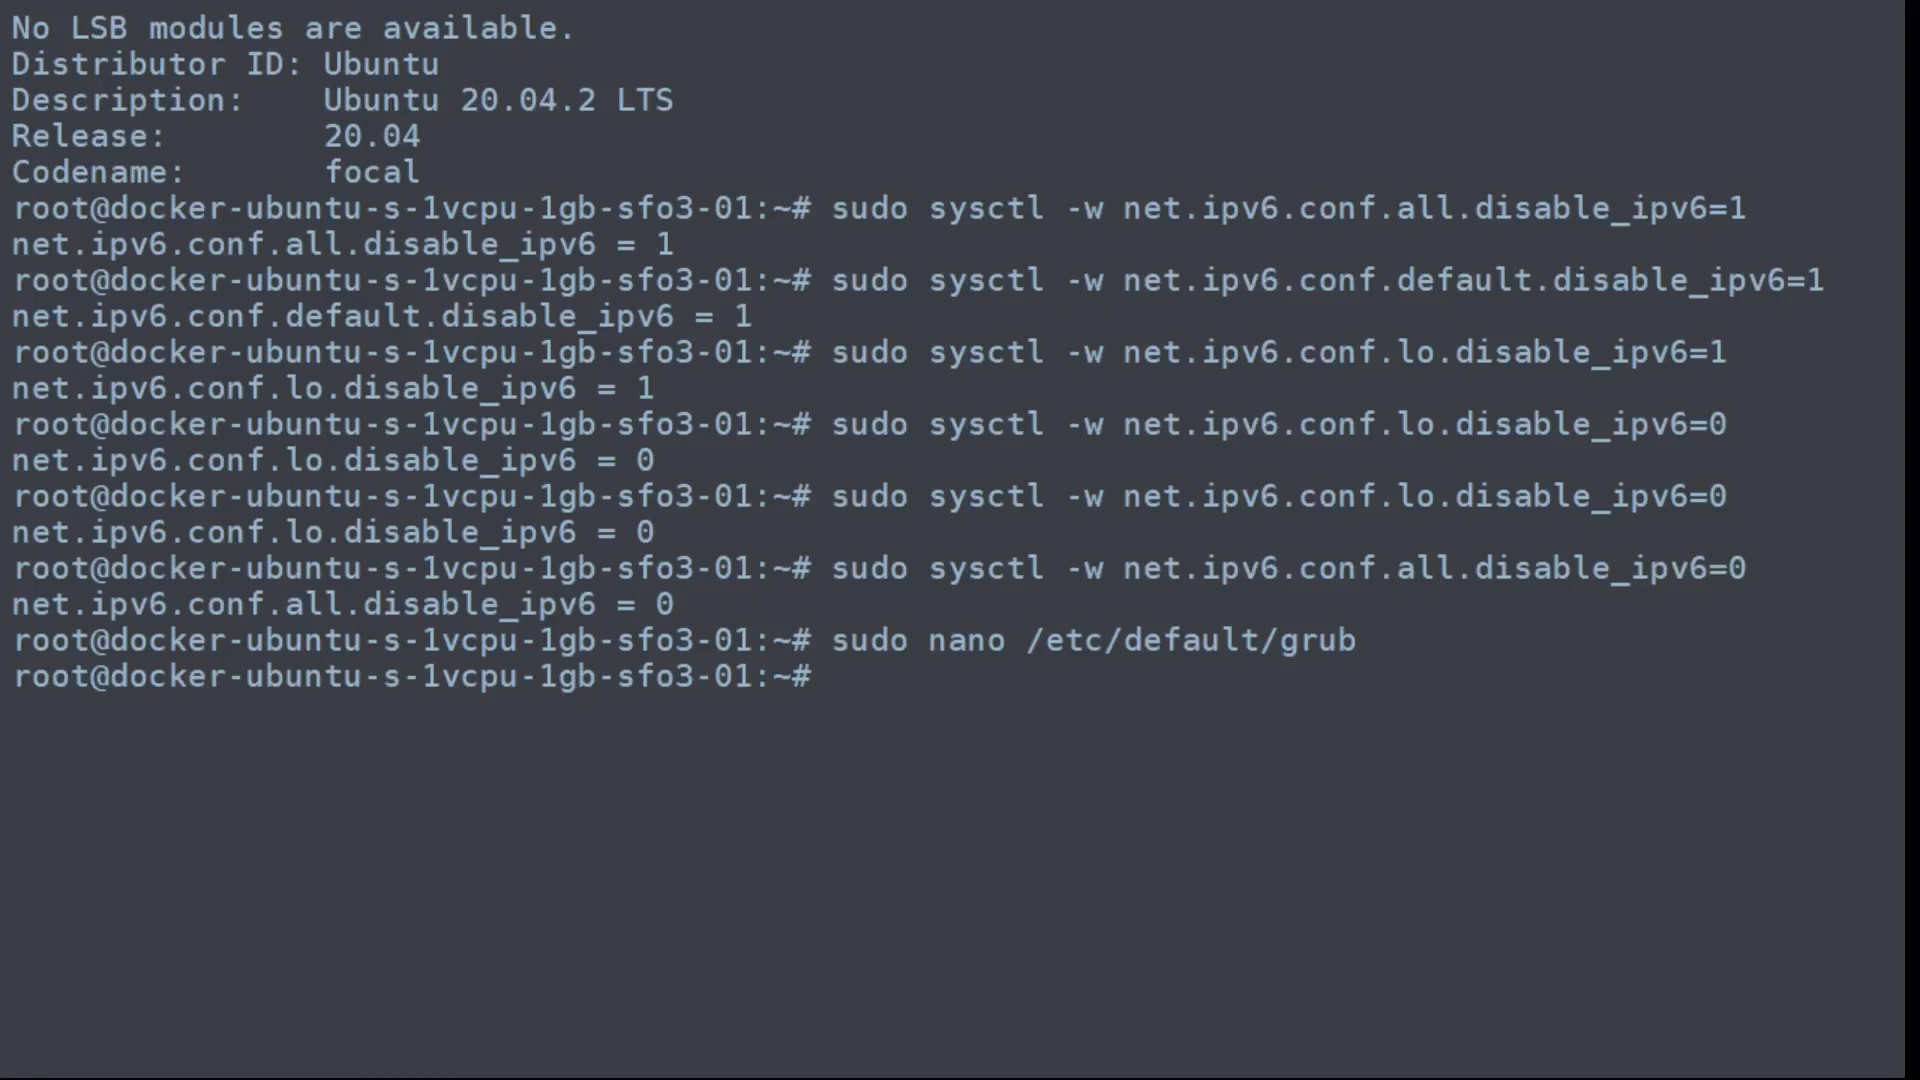 No LSB modules are available.
Distributor ID: Ubuntu
Description:    Ubuntu 20.04.2 LTS
Release:        20.04
Codename:       focal
root@docker-ubuntu-s-1vcpu-1gb-sfo3-01:~# sudo sysctl -w net.ipv6.conf.all.disable_ipv6=1
net.ipv6.conf.all.disable_ipv6 = 1
root@docker-ubuntu-s-1vcpu-1gb-sfo3-01:~# sudo sysctl -w net.ipv6.conf.default.disable_ipv6=1
net.ipv6.conf.default.disable_ipv6 = 1
root@docker-ubuntu-s-1vcpu-1gb-sfo3-01:~# sudo sysctl -w net.ipv6.conf.lo.disable_ipv6=1
net.ipv6.conf.lo.disable_ipv6 = 1
root@docker-ubuntu-s-1vcpu-1gb-sfo3-01:~# sudo sysctl -w net.ipv6.conf.lo.disable_ipv6=0
net.ipv6.conf.lo.disable_ipv6 = 0
root@docker-ubuntu-s-1vcpu-1gb-sfo3-01:~# sudo sysctl -w net.ipv6.conf.lo.disable_ipv6=0
net.ipv6.conf.lo.disable_ipv6 = 0
root@docker-ubuntu-s-1vcpu-1gb-sfo3-01:~# sudo sysctl -w net.ipv6.conf.all.disable_ipv6=0
net.ipv6.conf.all.disable_ipv6 = 0
root@docker-ubuntu-s-1vcpu-1gb-sfo3-01:~# sudo nano /etc/default/grub
root@docker-ubuntu-s-1vcpu-1gb-sfo3-01:~#